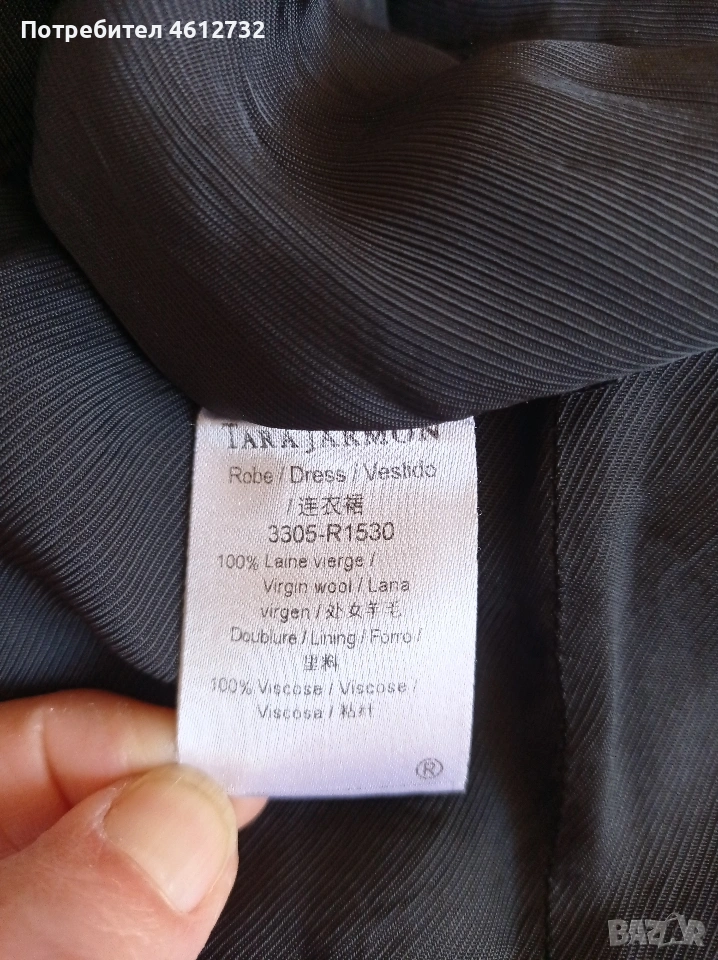 Потребител 4612732
TARA JARMON
Robe / Dress / Vestido
/ 连衣裙
3305-R1530
100% Laine vierge /
Virgin wool / Lana
virgen / 处女羊毛
Doublure / Lining / Forro /
里料
100% Viscose / Viscose /
Viscosa / 粘纤
®
BAZAR